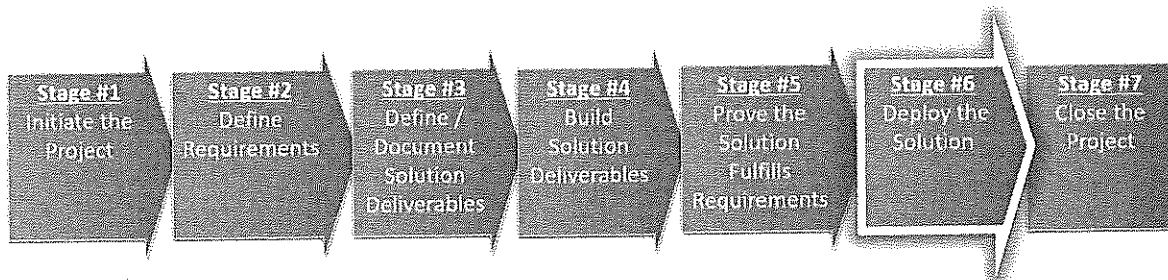 Stage #1
Initiate the
Project
Stage #2
Define
Requirements
Stage #3
Define /
Document
Solution
Deliverables
Stage #4
Build
Solution
Deliverables
Stage #5
Prove the
Solution
Fulfills
Requirements
Stage #6
Deploy the
Solution
Stage #7
Close the
Project